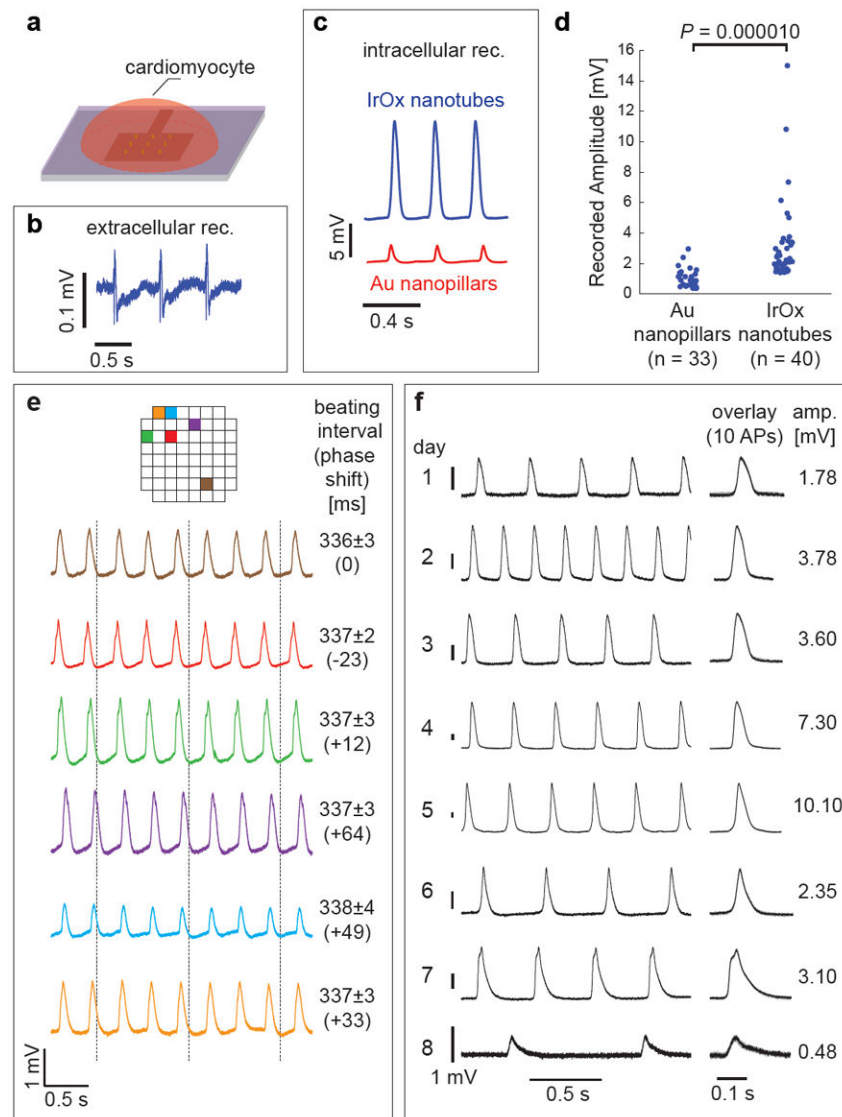 a
cardiomyocyte
b
extracellular rec.
0.1 mV
0.5 s
c
intracellular rec.
IrOx nanotubes
5 mV
Au nanopillars
0.4 s
d
P = 0.000010
Recorded Amplitude [mV]
16
14
12
10
8
6
4
2
0
Au
nanopillars
(n = 33)
IrOx
nanotubes
(n = 40)
e
beating
interval
(phase
shift)
[ms]
336±3
(0)
337±2
(-23)
337±3
(+12)
337±3
(+64)
338±4
(+49)
337±3
(+33)
1 mV
0.5 s
f
day
overlay
(10 APs)
amp.
[mV]
1
1.78
2
3.78
3
3.60
4
7.30
5
10.10
6
2.35
7
3.10
8
0.48
1 mV
0.5 s
0.1 s